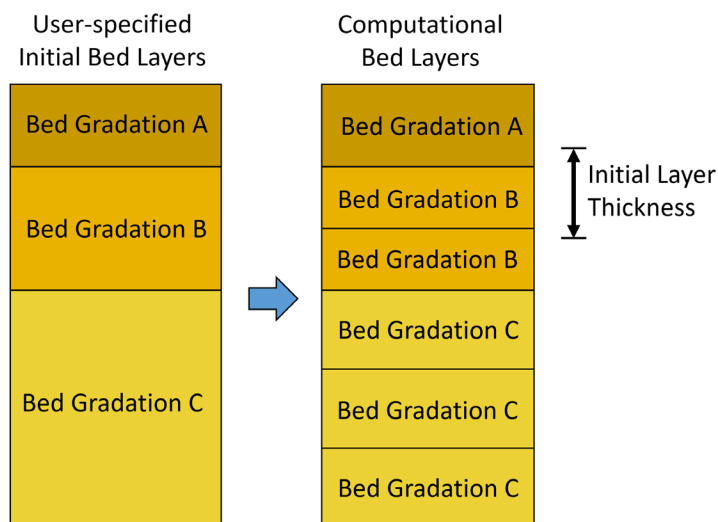 User-specified
Initial Bed Layers
Bed Gradation A
Bed Gradation B
Bed Gradation C
Computational
Bed Layers
Bed Gradation A
Bed Gradation B
Bed Gradation B
Bed Gradation C
Bed Gradation C
Bed Gradation C
Initial Layer
Thickness